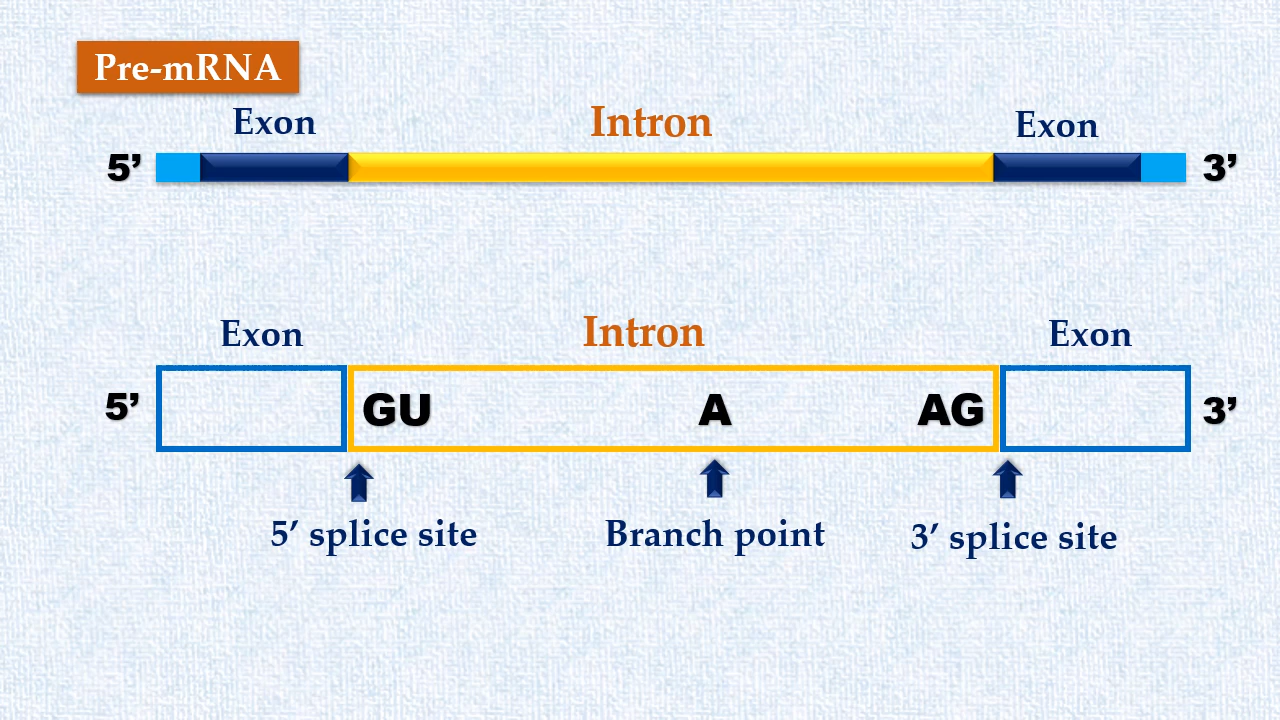 Pre-mRNA
Exon Intron Exon
5’ 3’
Exon Intron Exon
5’ GU A AG 3’
5’ splice site Branch point 3’ splice site